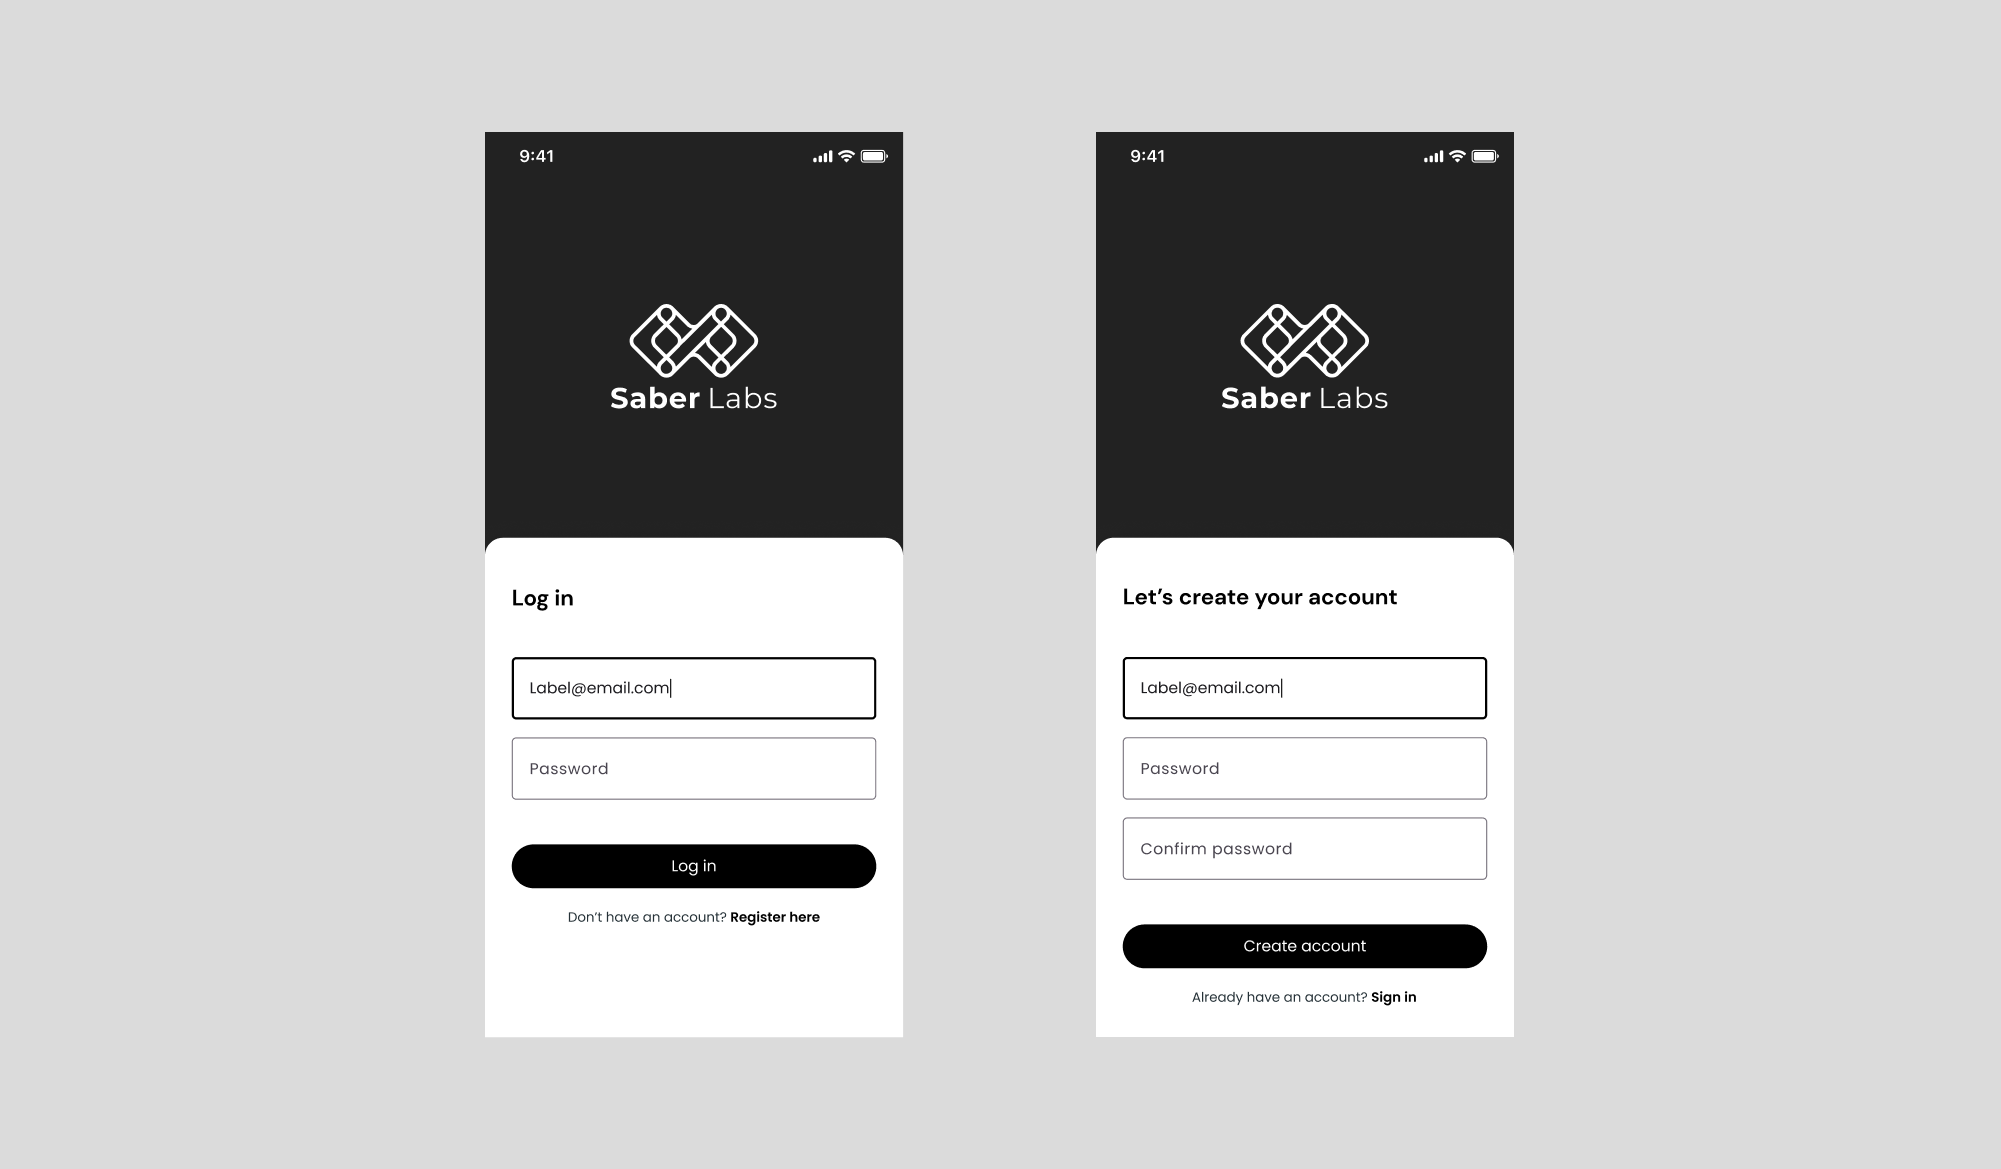 9:41
Saber Labs
Log in
Label@email.com
Password
Log in
Don’t have an account? Register here
9:41
Saber Labs
Let’s create your account
Label@email.com
Password
Confirm password
Create account
Already have an account? Sign in